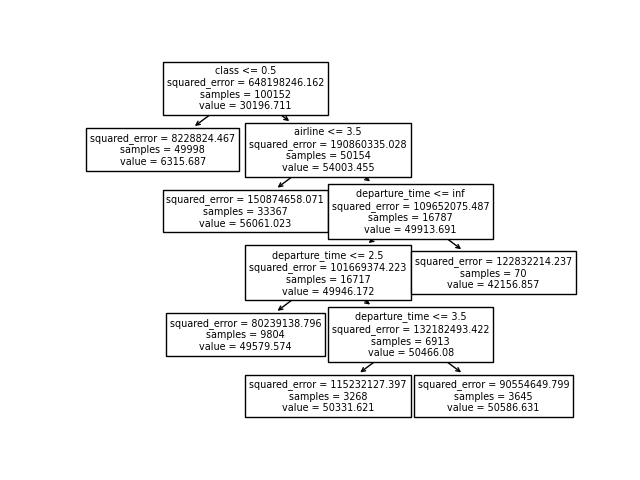 class <= 0.5
squared_error = 648198246.162
samples = 100152
value = 30196.711
squared_error = 8228824.467
samples = 49998
value = 6315.687
airline <= 3.5
squared_error = 190860335.028
samples = 50154
value = 54003.455
squared_error = 150874658.071
samples = 33367
value = 56061.023
departure_time <= inf
squared_error = 109652075.487
samples = 16787
value = 49913.691
departure_time <= 2.5
squared_error = 101669374.223
samples = 16717
value = 49946.172
squared_error = 122832214.237
samples = 70
value = 42156.857
squared_error = 80239138.796
samples = 9804
value = 49579.574
departure_time <= 3.5
squared_error = 132182493.422
samples = 6913
value = 50466.08
squared_error = 115232127.397
samples = 3268
value = 50331.621
squared_error = 90554649.799
samples = 3645
value = 50586.631